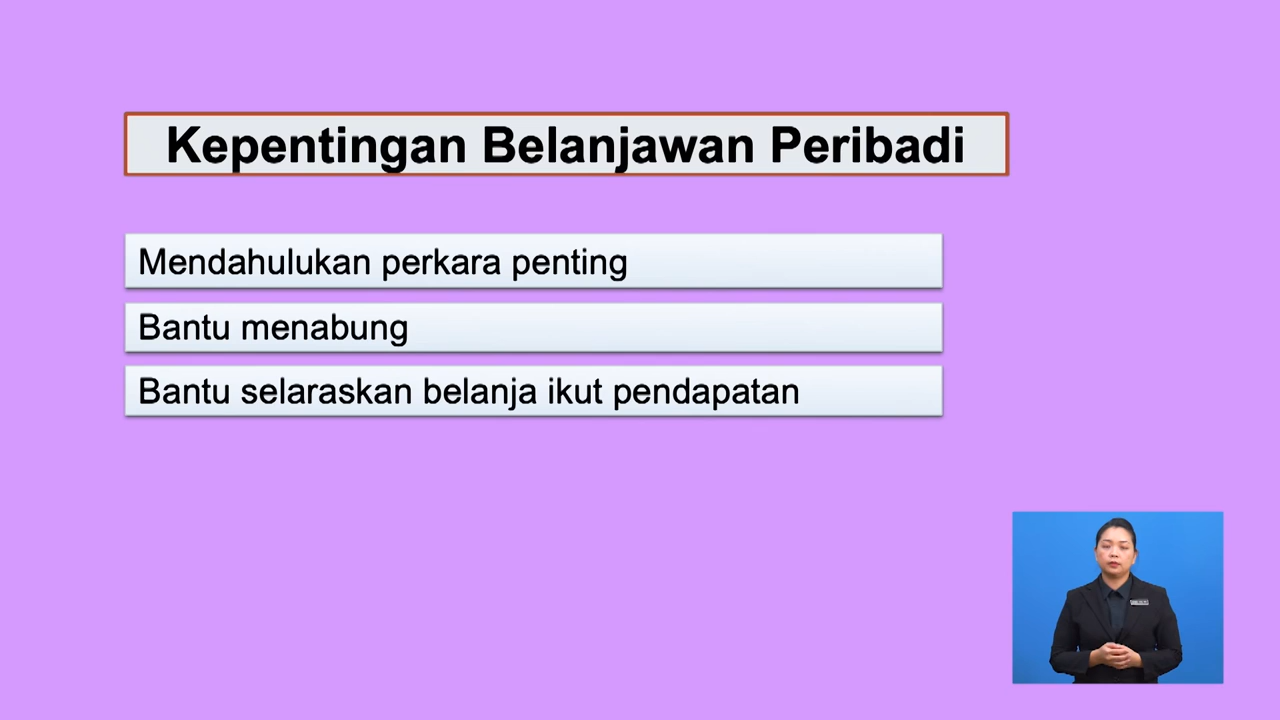 Kepentingan Belanjawan Peribadi
Mendahulukan perkara penting
Bantu menabung
Bantu selaraskan belanja ikut pendapatan